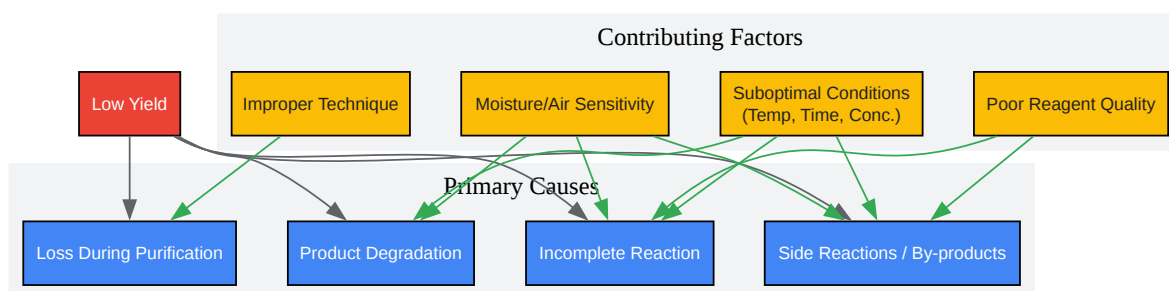 Contributing Factors
Low Yield
Improper Technique
Moisture/Air Sensitivity
Suboptimal Conditions
(Temp, Time, Conc.)
Poor Reagent Quality
Primary Causes
Loss During Purification
Product Degradation
Incomplete Reaction
Side Reactions / By-products